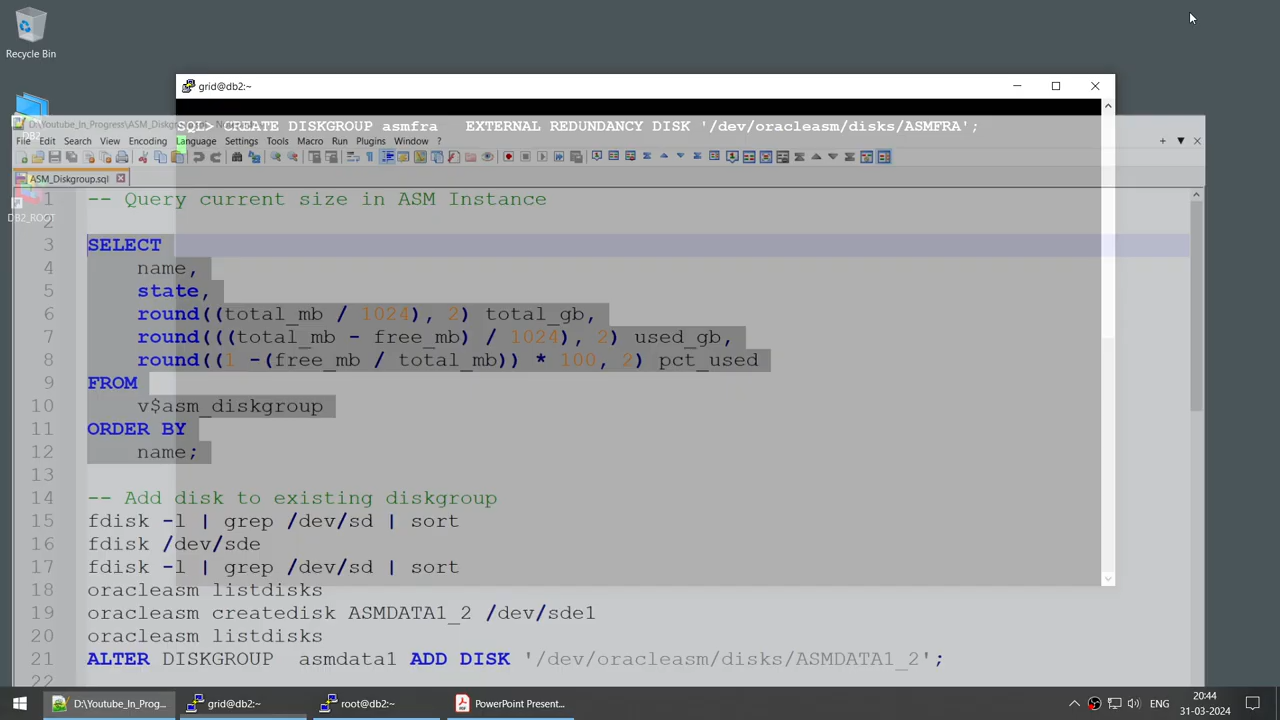 Recycle Bin
grid@db2:~
SQL> CREATE DISKGROUP asmfra   EXTERNAL REDUNDANCY DISK '/dev/oracleasm/disks/ASMFRA';
DB2
DB2_ROOT
File Edit Search View Encoding Language Settings Tools Macro Run Plugins Window ?
ASM_Diskgroup.sql
1 -- Query current size in ASM Instance
2
3 SELECT
4     name,
5     state,
6     round((total_mb / 1024), 2) total_gb,
7     round(((total_mb - free_mb) / 1024), 2) used_gb,
8     round((1 -(free_mb / total_mb)) * 100, 2) pct_used
9 FROM
10     v$asm_diskgroup
11 ORDER BY
12     name;
13
14 -- Add disk to existing diskgroup
15 fdisk -l | grep /dev/sd | sort
16 fdisk /dev/sde
17 fdisk -l | grep /dev/sd | sort
18 oracleasm listdisks
19 oracleasm createdisk ASMDATA1_2 /dev/sde1
20 oracleasm listdisks
21 ALTER DISKGROUP  asmdata1 ADD DISK '/dev/oracleasm/disks/ASMDATA1_2';
22
D:\Youtube_In_Prog...
grid@db2:~
root@db2:~
PowerPoint Present...
ENG
20:44
31-03-2024